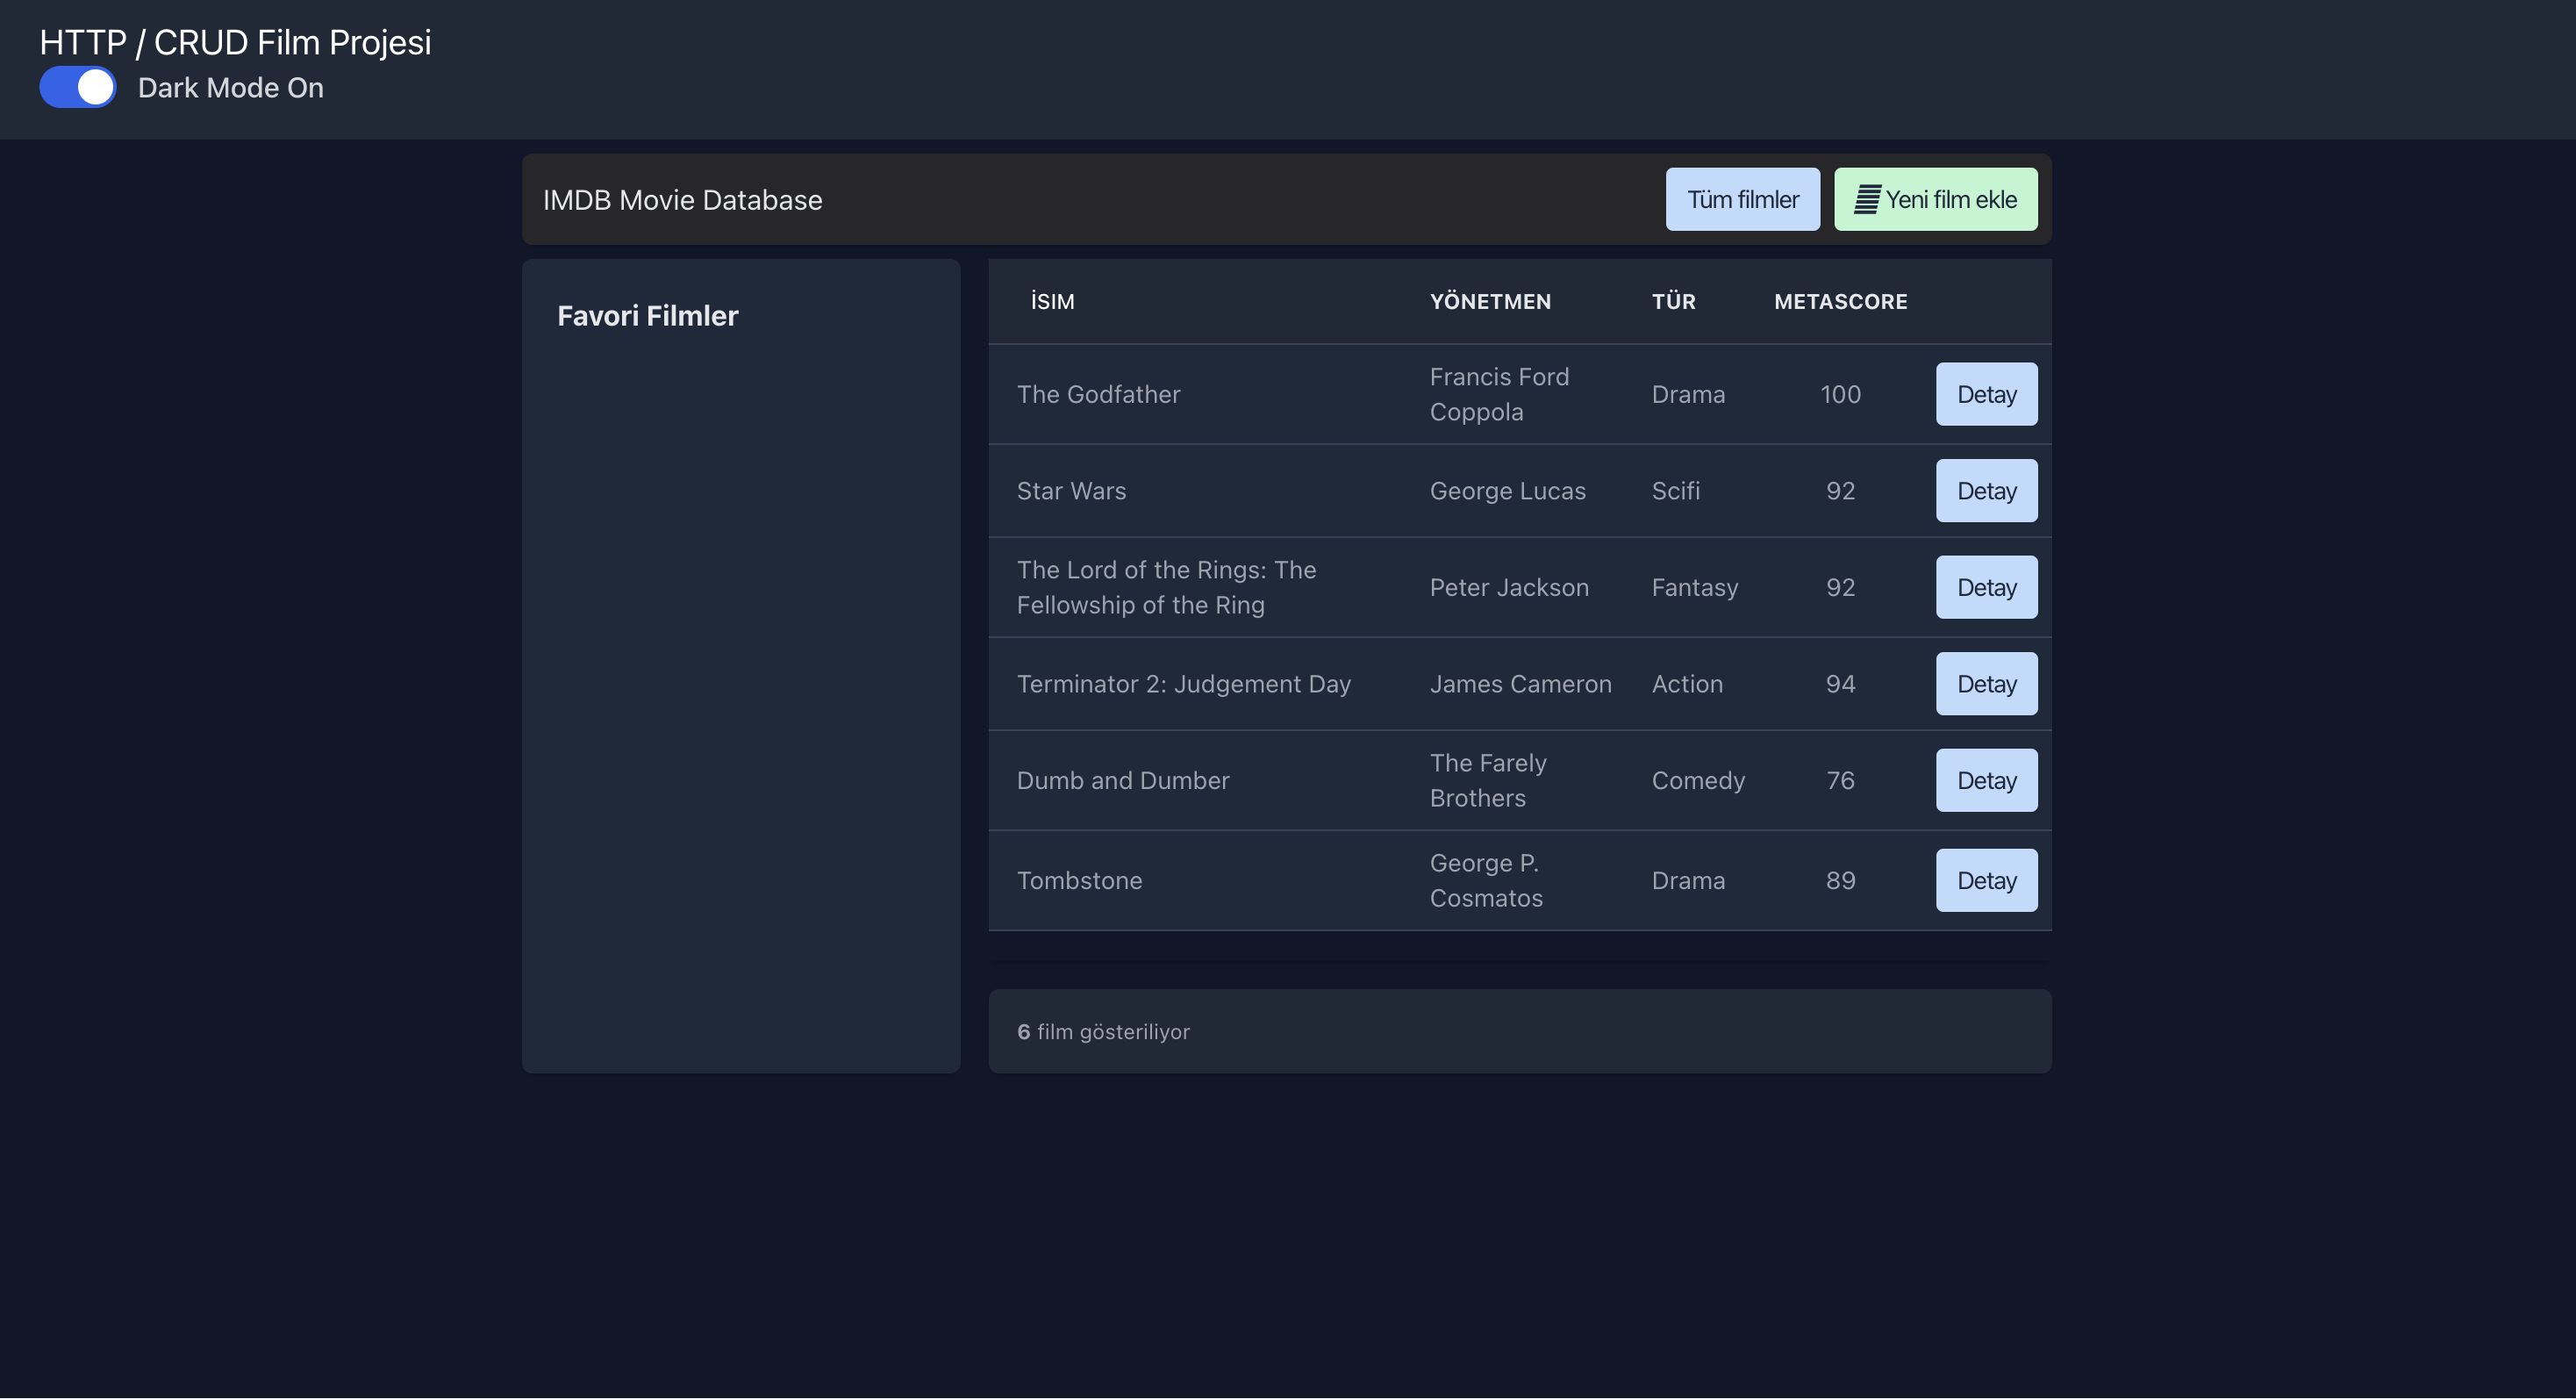 HTTP / CRUD Film Projesi
Dark Mode On
IMDB Movie Database
Tüm filmler
Yeni film ekle
Favori Filmler
İSIM YÖNETMEN TÜR METASCORE
The Godfather Francis Ford Coppola Drama 100 Detay
Star Wars George Lucas Scifi 92 Detay
The Lord of the Rings: The Fellowship of the Ring Peter Jackson Fantasy 92 Detay
Terminator 2: Judgement Day James Cameron Action 94 Detay
Dumb and Dumber The Farely Brothers Comedy 76 Detay
Tombstone George P. Cosmatos Drama 89 Detay
6 film gösteriliyor